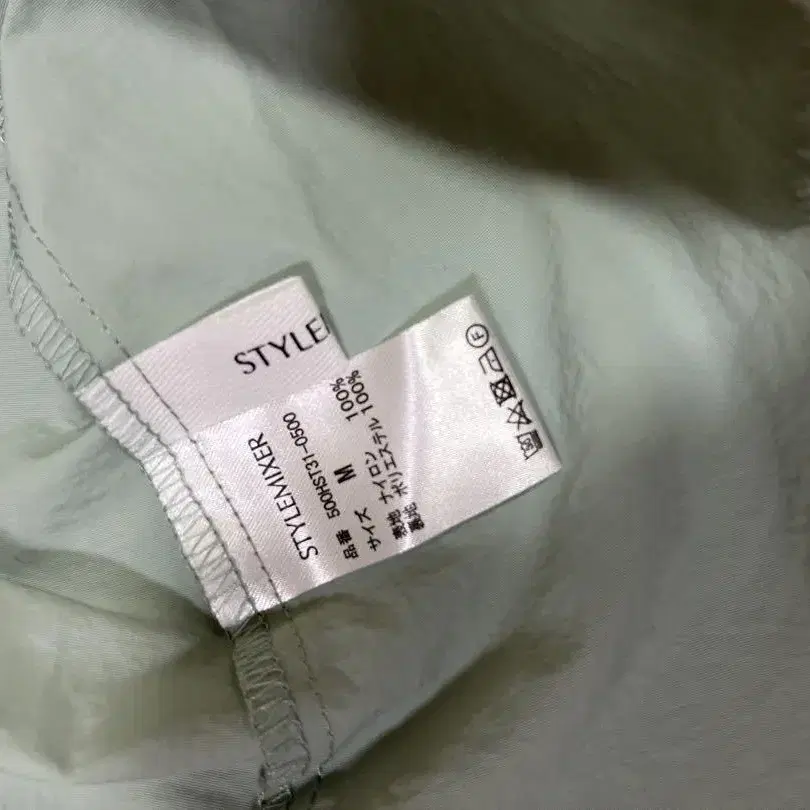 STYLE
STYLEMIXER
品番 500HST31-0500
サイズ M
表地 ナイロン 100%
裏地 ポリエステル 100%
F